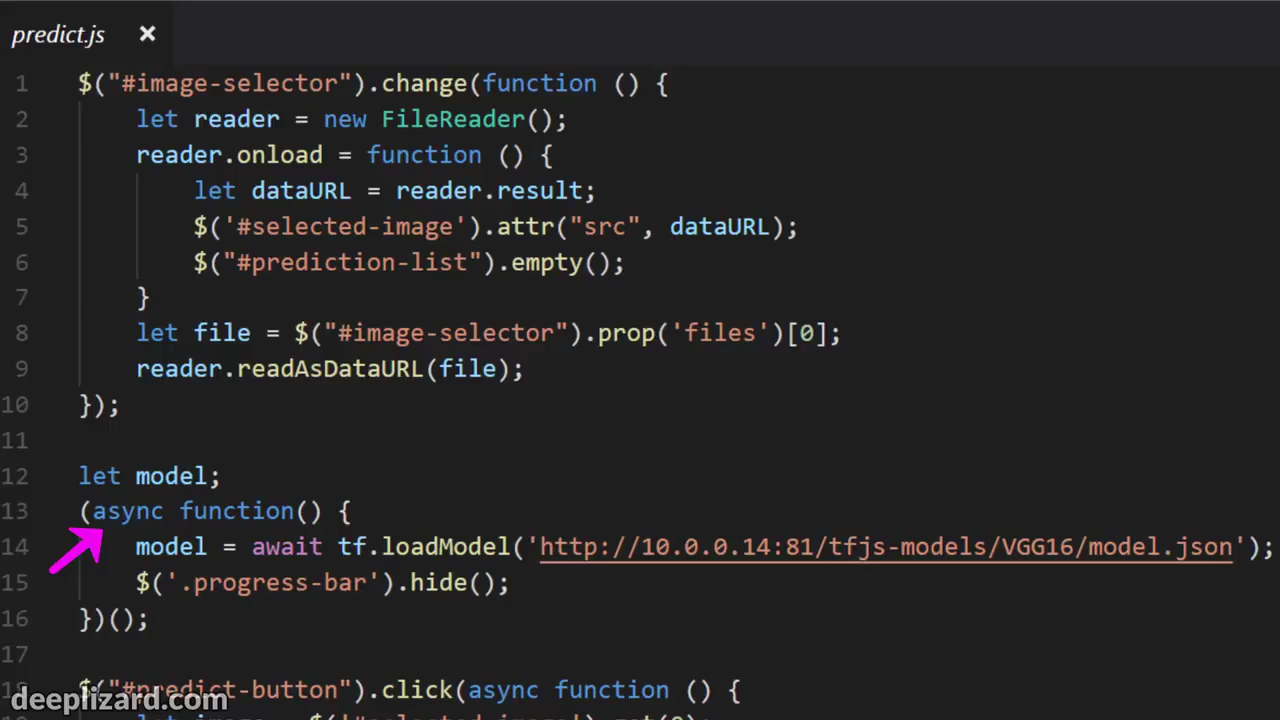 predict.js ×
1 $("#image-selector").change(function () {
2 let reader = new FileReader();
3 reader.onload = function () {
4 let dataURL = reader.result;
5 $('#selected-image').attr("src", dataURL);
6 $("#prediction-list").empty();
7 }
8 let file = $("#image-selector").prop('files')[0];
9 reader.readAsDataURL(file);
10 });
11
12 let model;
13 (async function() {
14 model = await tf.loadModel('http://10.0.0.14:81/tfjs-models/VGG16/model.json');
15 $('.progress-bar').hide();
16 })();
17
18 $("#predict-button").click(async function () {
deeplizard.com